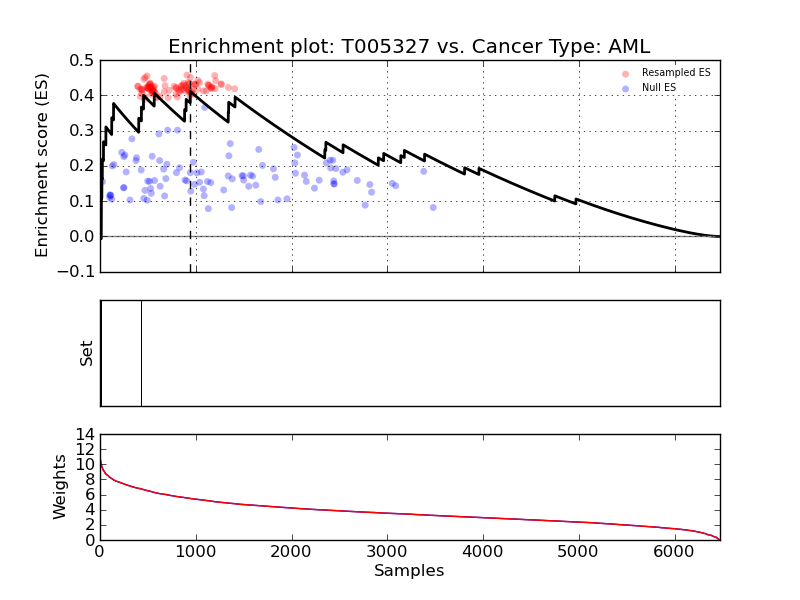 Enrichment plot: T005327 vs. Cancer Type: AML
Enrichment score (ES)
0.5
0.4
0.3
0.2
0.1
0.0
−0.1
Resampled ES
Null ES
Set
Weights
14
12
10
8
6
4
2
0
0 1000 2000 3000 4000 5000 6000
Samples